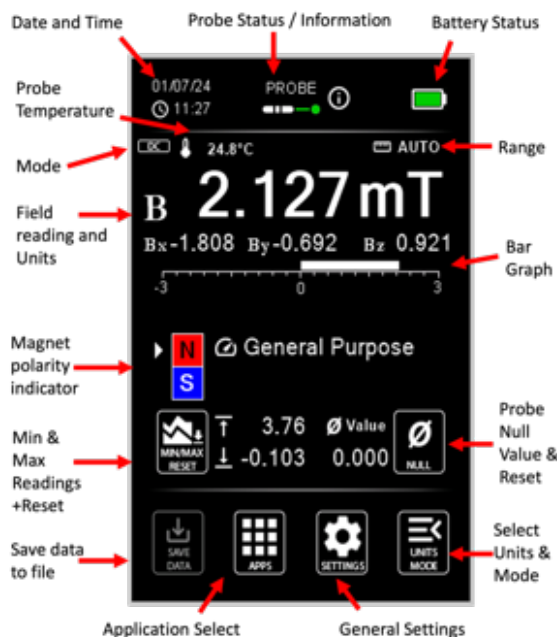 Date and Time
Probe Status / Information
Battery Status
01/07/24
PROBE
11:27
Probe
Temperature
DC
24.8°C
AUTO
Range
Mode
B 2.127 mT
Field
reading and
Units
Bx-1.808 By-0.692 Bz 0.921
Bar
Graph
-3 0 3
Magnet
polarity
indicator
N
General Purpose
S
Min &
Max
Readings
+Reset
MIN/MAX
RESET
3.76
Ø Value
-0.103
0.000
Ø
NULL
Probe
Null
Value &
Reset
Save data
to file
SAVE
DATA
APPS
SETTINGS
UNITS
MODE
Select
Units &
Mode
Application Select
General Settings